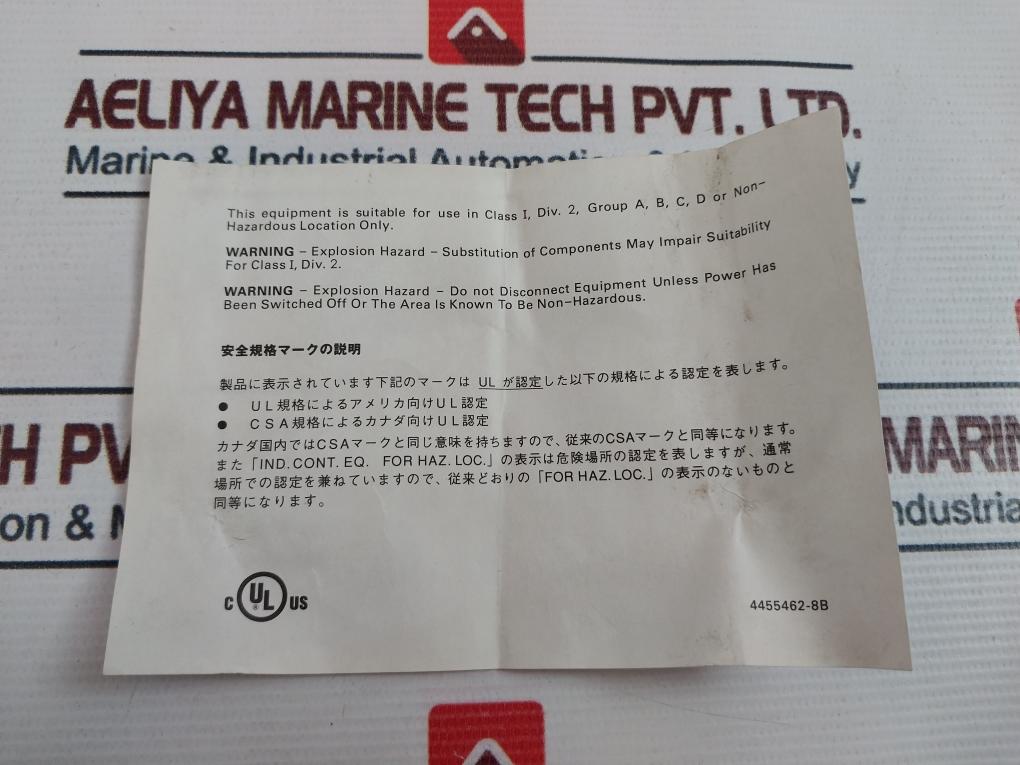 AELIYA MARINE TECH PVT. LTD.
Marine & Industrial Automation &
This equipment is suitable for use in Class I, Div. 2, Group A, B, C, D or Non-
Hazardous Location Only.
WARNING - Explosion Hazard - Substitution of Components May Impair Suitability
For Class I, Div. 2.
WARNING - Explosion Hazard - Do not Disconnect Equipment Unless Power Has
Been Switched Off Or The Area Is Known To Be Non-Hazardous.
安全規格マークの説明
製品に表示されています下記のマークは UL が認定した以下の規格による認定を表します。
● UL規格によるアメリカ向けUL認定
● CSA規格によるカナダ向けUL認定
カナダ国内ではCSAマークと同じ意味を持ちますので、従来のCSAマークと同等になります。
また「IND. CONT. EQ. FOR HAZ. LOC.」の表示は危険場所の認定を表しますが、通常
場所での認定を兼ねていますので、従来どおりの「FOR HAZ. LOC.」の表示のないものと
同等になります。
C UL ® US
4455462-8B
H PV
MARIN
on & M
ndustria